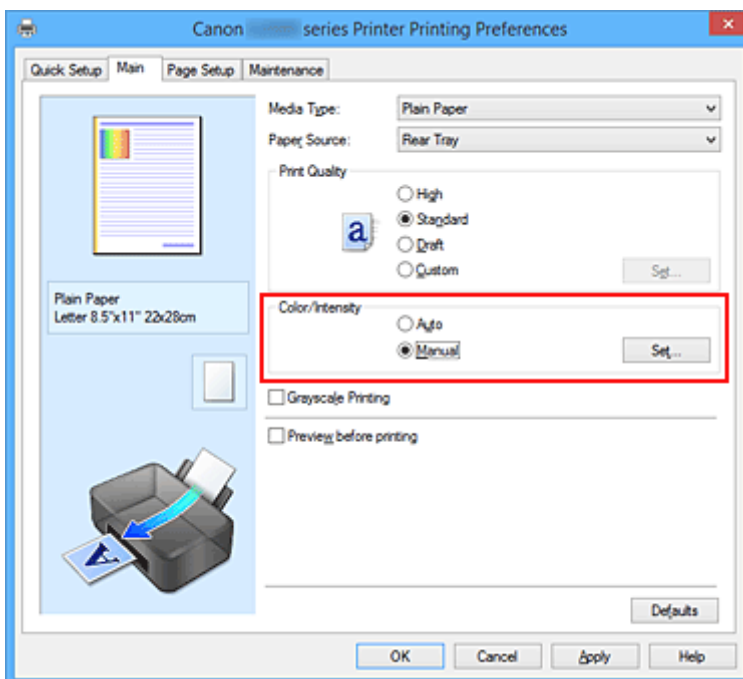 Canon series Printer Printing Preferences
Quick Setup Main Page Setup Maintenance
Media Type: Plain Paper
Paper Source: Rear Tray
Print Quality
High
Standard
Draft
Custom Set...
Plain Paper
Letter 8.5"x11" 22x28cm
Color/Intensity
Auto
Manual Set...
Grayscale Printing
Preview before printing
Defaults
OK Cancel Apply Help